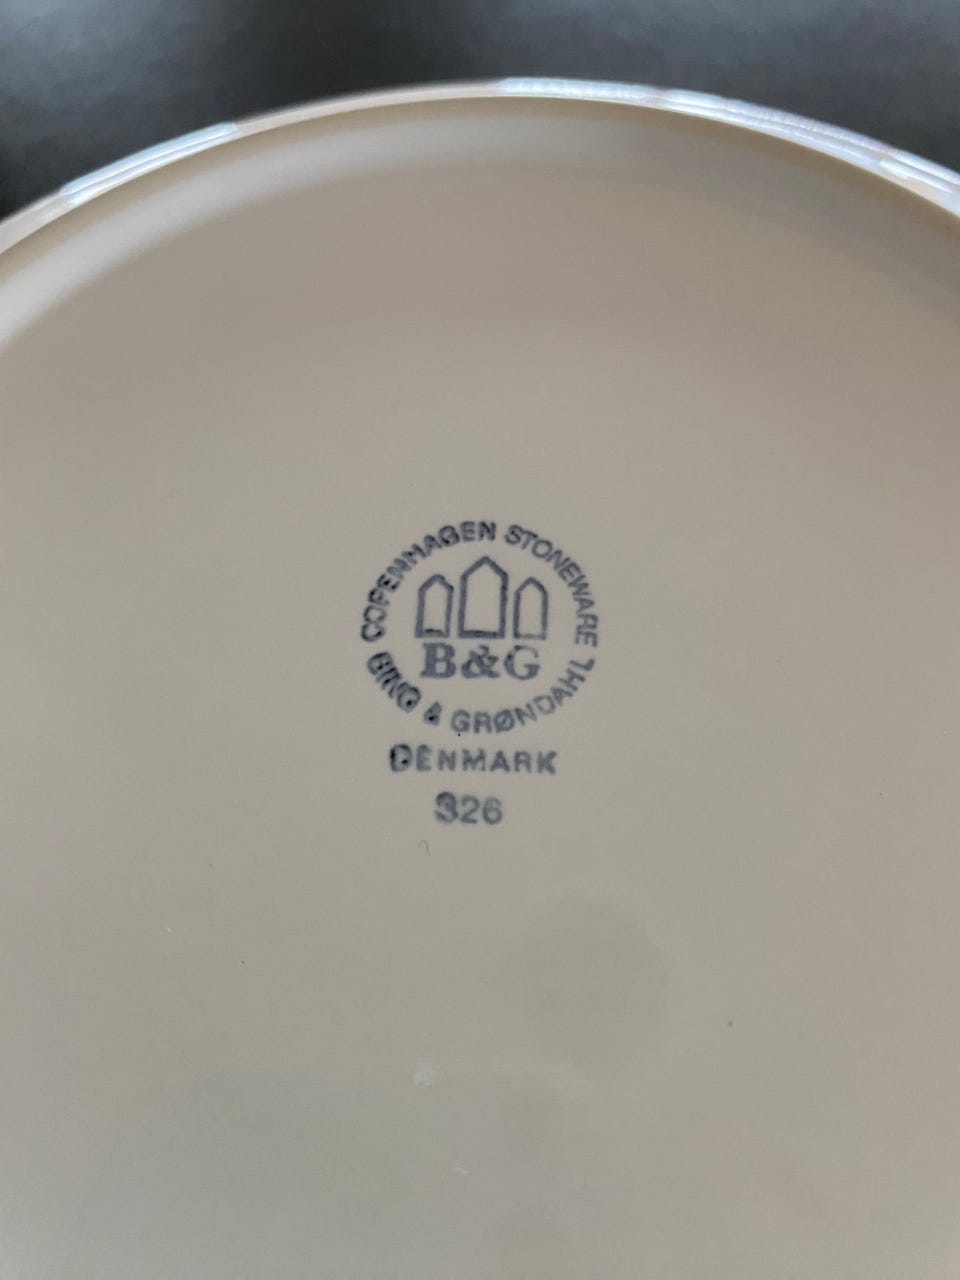 COPENHAGEN STONEWARE
B&G
BING & GRØNDAHL
DENMARK
326